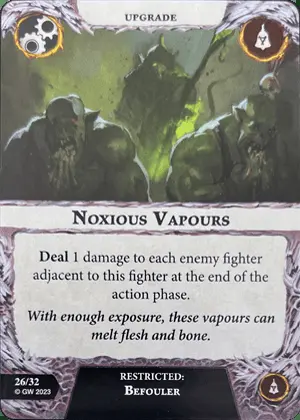 UPGRADE
NOXIOUS VAPOURS
Deal 1 damage to each enemy fighter
adjacent to this fighter at the end of the
action phase.
With enough exposure, these vapours can
melt flesh and bone.
26/32
© GW 2023
RESTRICTED:
BEFOULER